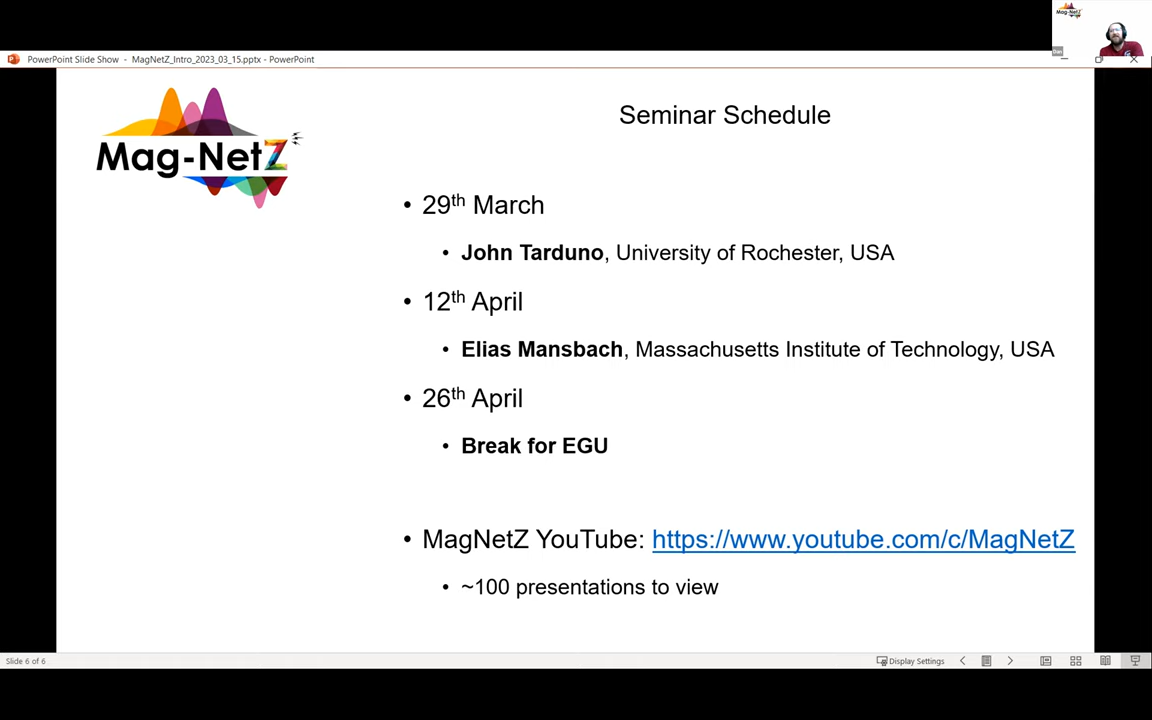 Mag-NetZ
PowerPoint Slide Show - MagNetZ_Intro_2023_03_15.pptx - PowerPoint
Mag-NetZ
Seminar Schedule
• 29th March
• John Tarduno, University of Rochester, USA
• 12th April
• Elias Mansbach, Massachusetts Institute of Technology, USA
• 26th April
• Break for EGU
• MagNetZ YouTube: https://www.youtube.com/c/MagNetZ
• ~100 presentations to view
Slide 6 of 6
Display Settings